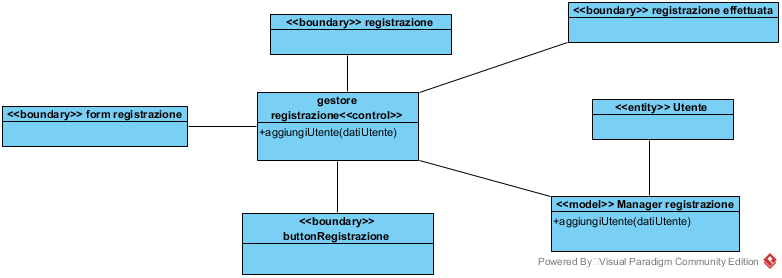 <<boundary>> registrazione
<<boundary>> registrazione effettuata
gestore
registrazione<<control>>
+aggiungiUtente(datiUtente)
<<boundary>> form registrazione
<<entity>> Utente
<<boundary>>
buttonRegistrazione
<<model>> Manager registrazione
+aggiungiUtente(datiUtente)
Powered By Visual Paradigm Community Edition